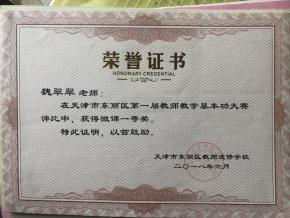 荣誉证书
HONORARY CREDENTIAL
魏翠翠 老师：
在天津市东丽区第一届教师教学基本功大赛
评比中，获得微课一等奖。
特此证明，以兹鼓励。
天津市东丽区教师进修学校
二〇一八年六月